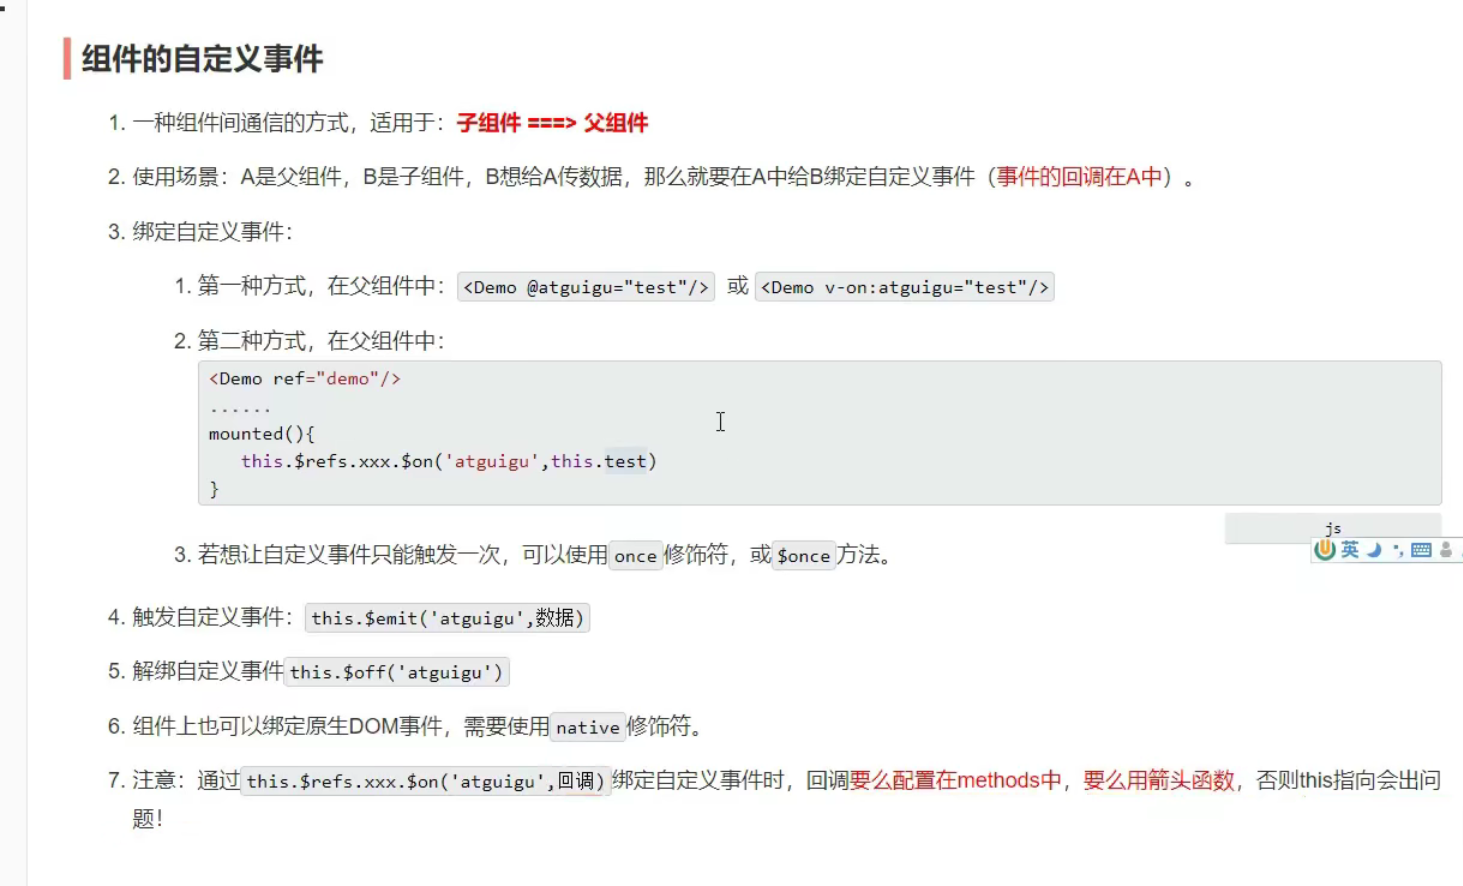 组件的自定义事件
1. 一种组件间通信的方式，适用于：子组件 ===> 父组件
2. 使用场景：A是父组件，B是子组件，B想给A传数据，那么就要在A中给B绑定自定义事件（事件的回调在A中）。
3. 绑定自定义事件：
1. 第一种方式，在父组件中：<Demo @atguigu="test"/> 或 <Demo v-on:atguigu="test"/>
2. 第二种方式，在父组件中：
<Demo ref="demo"/>
......
mounted(){
this.$refs.xxx.$on('atguigu',this.test)
}
js
英
3. 若想让自定义事件只能触发一次，可以使用once修饰符，或$once方法。
4. 触发自定义事件：this.$emit('atguigu',数据)
5. 解绑自定义事件this.$off('atguigu')
6. 组件上也可以绑定原生DOM事件，需要使用native修饰符。
7. 注意：通过this.$refs.xxx.$on('atguigu',回调)绑定自定义事件时，回调要么配置在methods中，要么用箭头函数，否则this指向会出问
题！